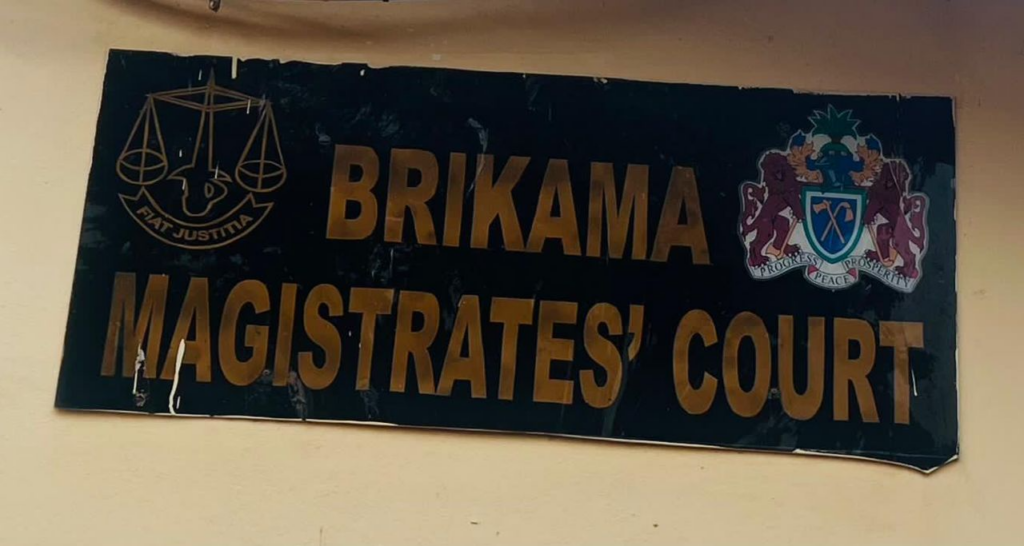 BRIKAMA
MAGISTRATES' COURT
FIAT JUSTITIA
PROGRESS PEACE PROSPERITY